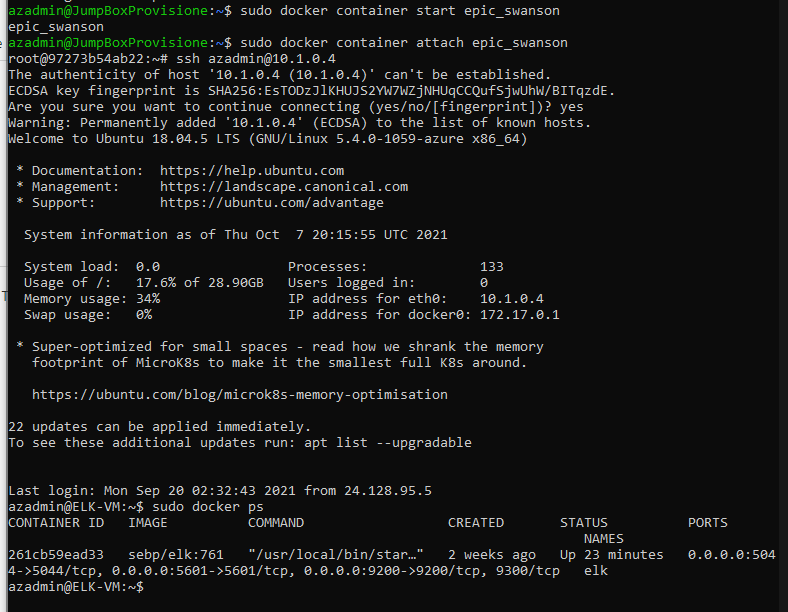 azadmin@JumpBoxProvisione:~$ sudo docker container start epic_swanson
epic_swanson
azadmin@JumpBoxProvisione:~$ sudo docker container attach epic_swanson
root@97273b54ab22:~# ssh azadmin@10.1.0.4
The authenticity of host '10.1.0.4 (10.1.0.4)' can't be established.
ECDSA key fingerprint is SHA256:EsTODzJlKHUJS2YW7WZjNHUqCCQufSjwUhW/BITqzdE.
Are you sure you want to continue connecting (yes/no/[fingerprint])? yes
Warning: Permanently added '10.1.0.4' (ECDSA) to the list of known hosts.
Welcome to Ubuntu 18.04.5 LTS (GNU/Linux 5.4.0-1059-azure x86_64)
 * Documentation:  https://help.ubuntu.com
 * Management:     https://landscape.canonical.com
 * Support:        https://ubuntu.com/advantage
  System information as of Thu Oct  7 20:15:55 UTC 2021
  System load:  0.0                Processes:              133
  Usage of /:   17.6% of 28.90GB   Users logged in:        0
  Memory usage: 34%                IP address for eth0:    10.1.0.4
  Swap usage:   0%                 IP address for docker0: 172.17.0.1
 * Super-optimized for small spaces - read how we shrank the memory
   footprint of MicroK8s to make it the smallest full K8s around.
   https://ubuntu.com/blog/microk8s-memory-optimisation
22 updates can be applied immediately.
To see these additional updates run: apt list --upgradable
Last login: Mon Sep 20 02:32:43 2021 from 24.128.95.5
azadmin@ELK-VM:~$ sudo docker ps
CONTAINER ID   IMAGE          COMMAND                  CREATED       STATUS          PORTS
NAMES
261cb59ead33   sebp/elk:761   "/usr/local/bin/star…"   2 weeks ago   Up 23 minutes   0.0.0.0:504
4->5044/tcp, 0.0.0.0:5601->5601/tcp, 0.0.0.0:9200->9200/tcp, 9300/tcp   elk
azadmin@ELK-VM:~$